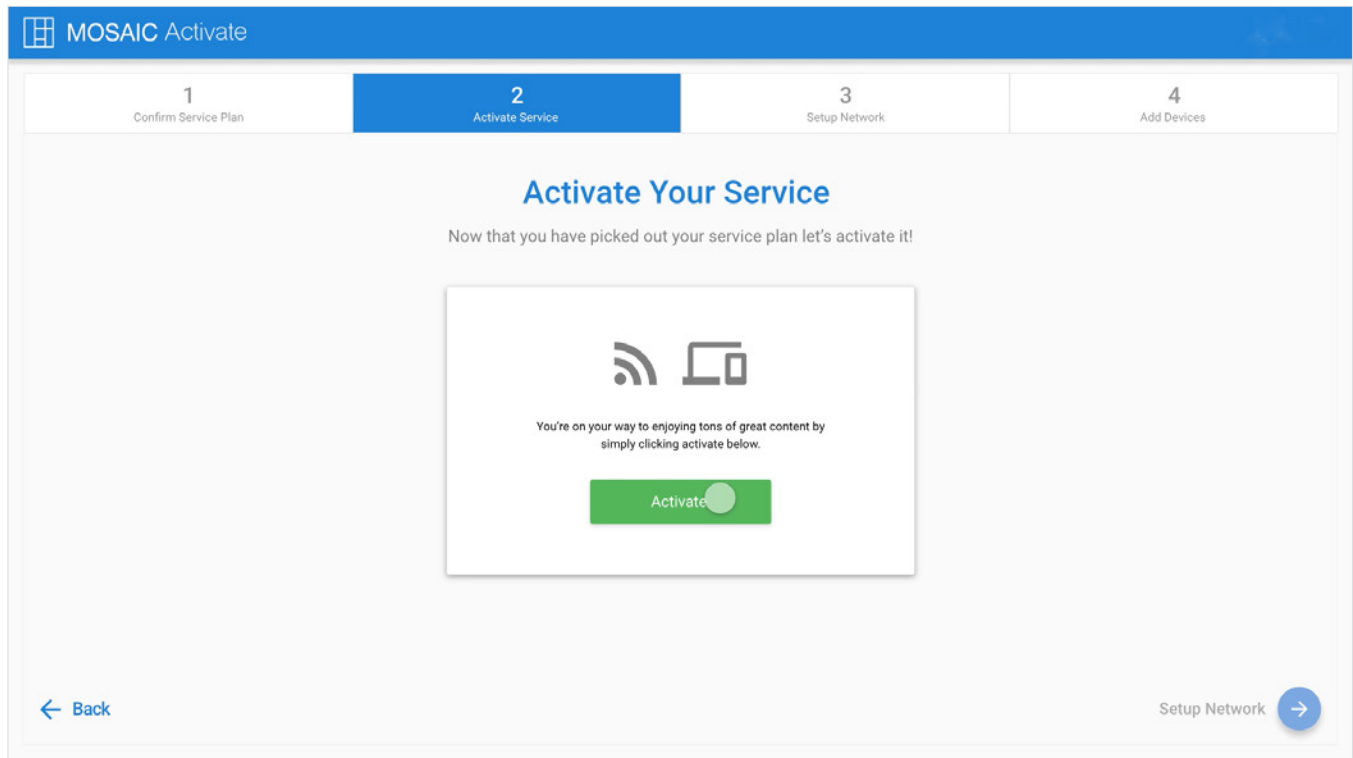 MOSAIC Activate
1
Confirm Service Plan
2
Activate Service
3
Setup Network
4
Add Devices
Activate Your Service
Now that you have picked out your service plan let's activate it!
You're on your way to enjoying tons of great content by
simply clicking activate below.
Activate
Back
Setup Network